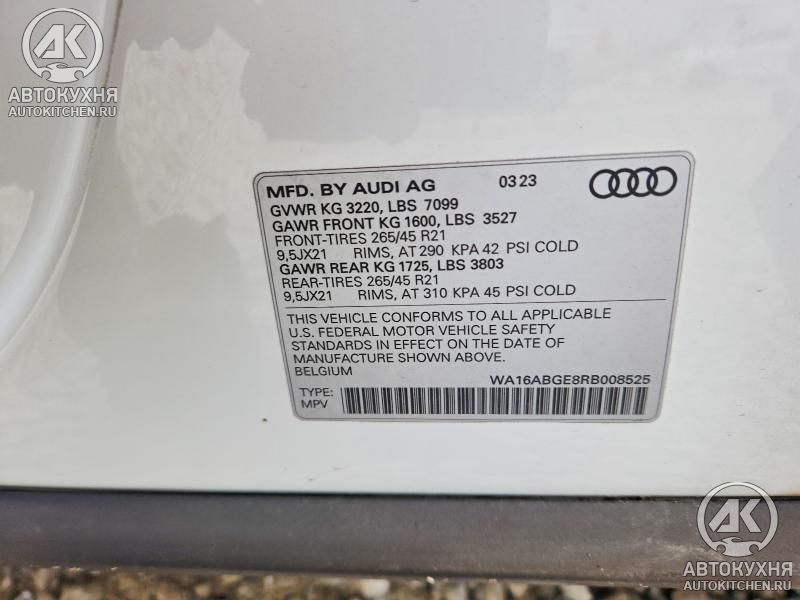 АК
АВТОКУХНЯ
AUTOKITCHEN.RU
MFD. BY AUDI AG 03 23
GVWR KG 3220, LBS 7099
GAWR FRONT KG 1600, LBS 3527
FRONT-TIRES 265/45 R21
9,5JX21 RIMS, AT 290 KPA 42 PSI COLD
GAWR REAR KG 1725, LBS 3803
REAR-TIRES 265/45 R21
9,5JX21 RIMS, AT 310 KPA 45 PSI COLD
THIS VEHICLE CONFORMS TO ALL APPLICABLE
U.S. FEDERAL MOTOR VEHICLE SAFETY
STANDARDS IN EFFECT ON THE DATE OF
MANUFACTURE SHOWN ABOVE.
BELGIUM WA16ABGE8RB008525
TYPE:
MPV
АК
АВТОКУХНЯ
AUTOKITCHEN.RU